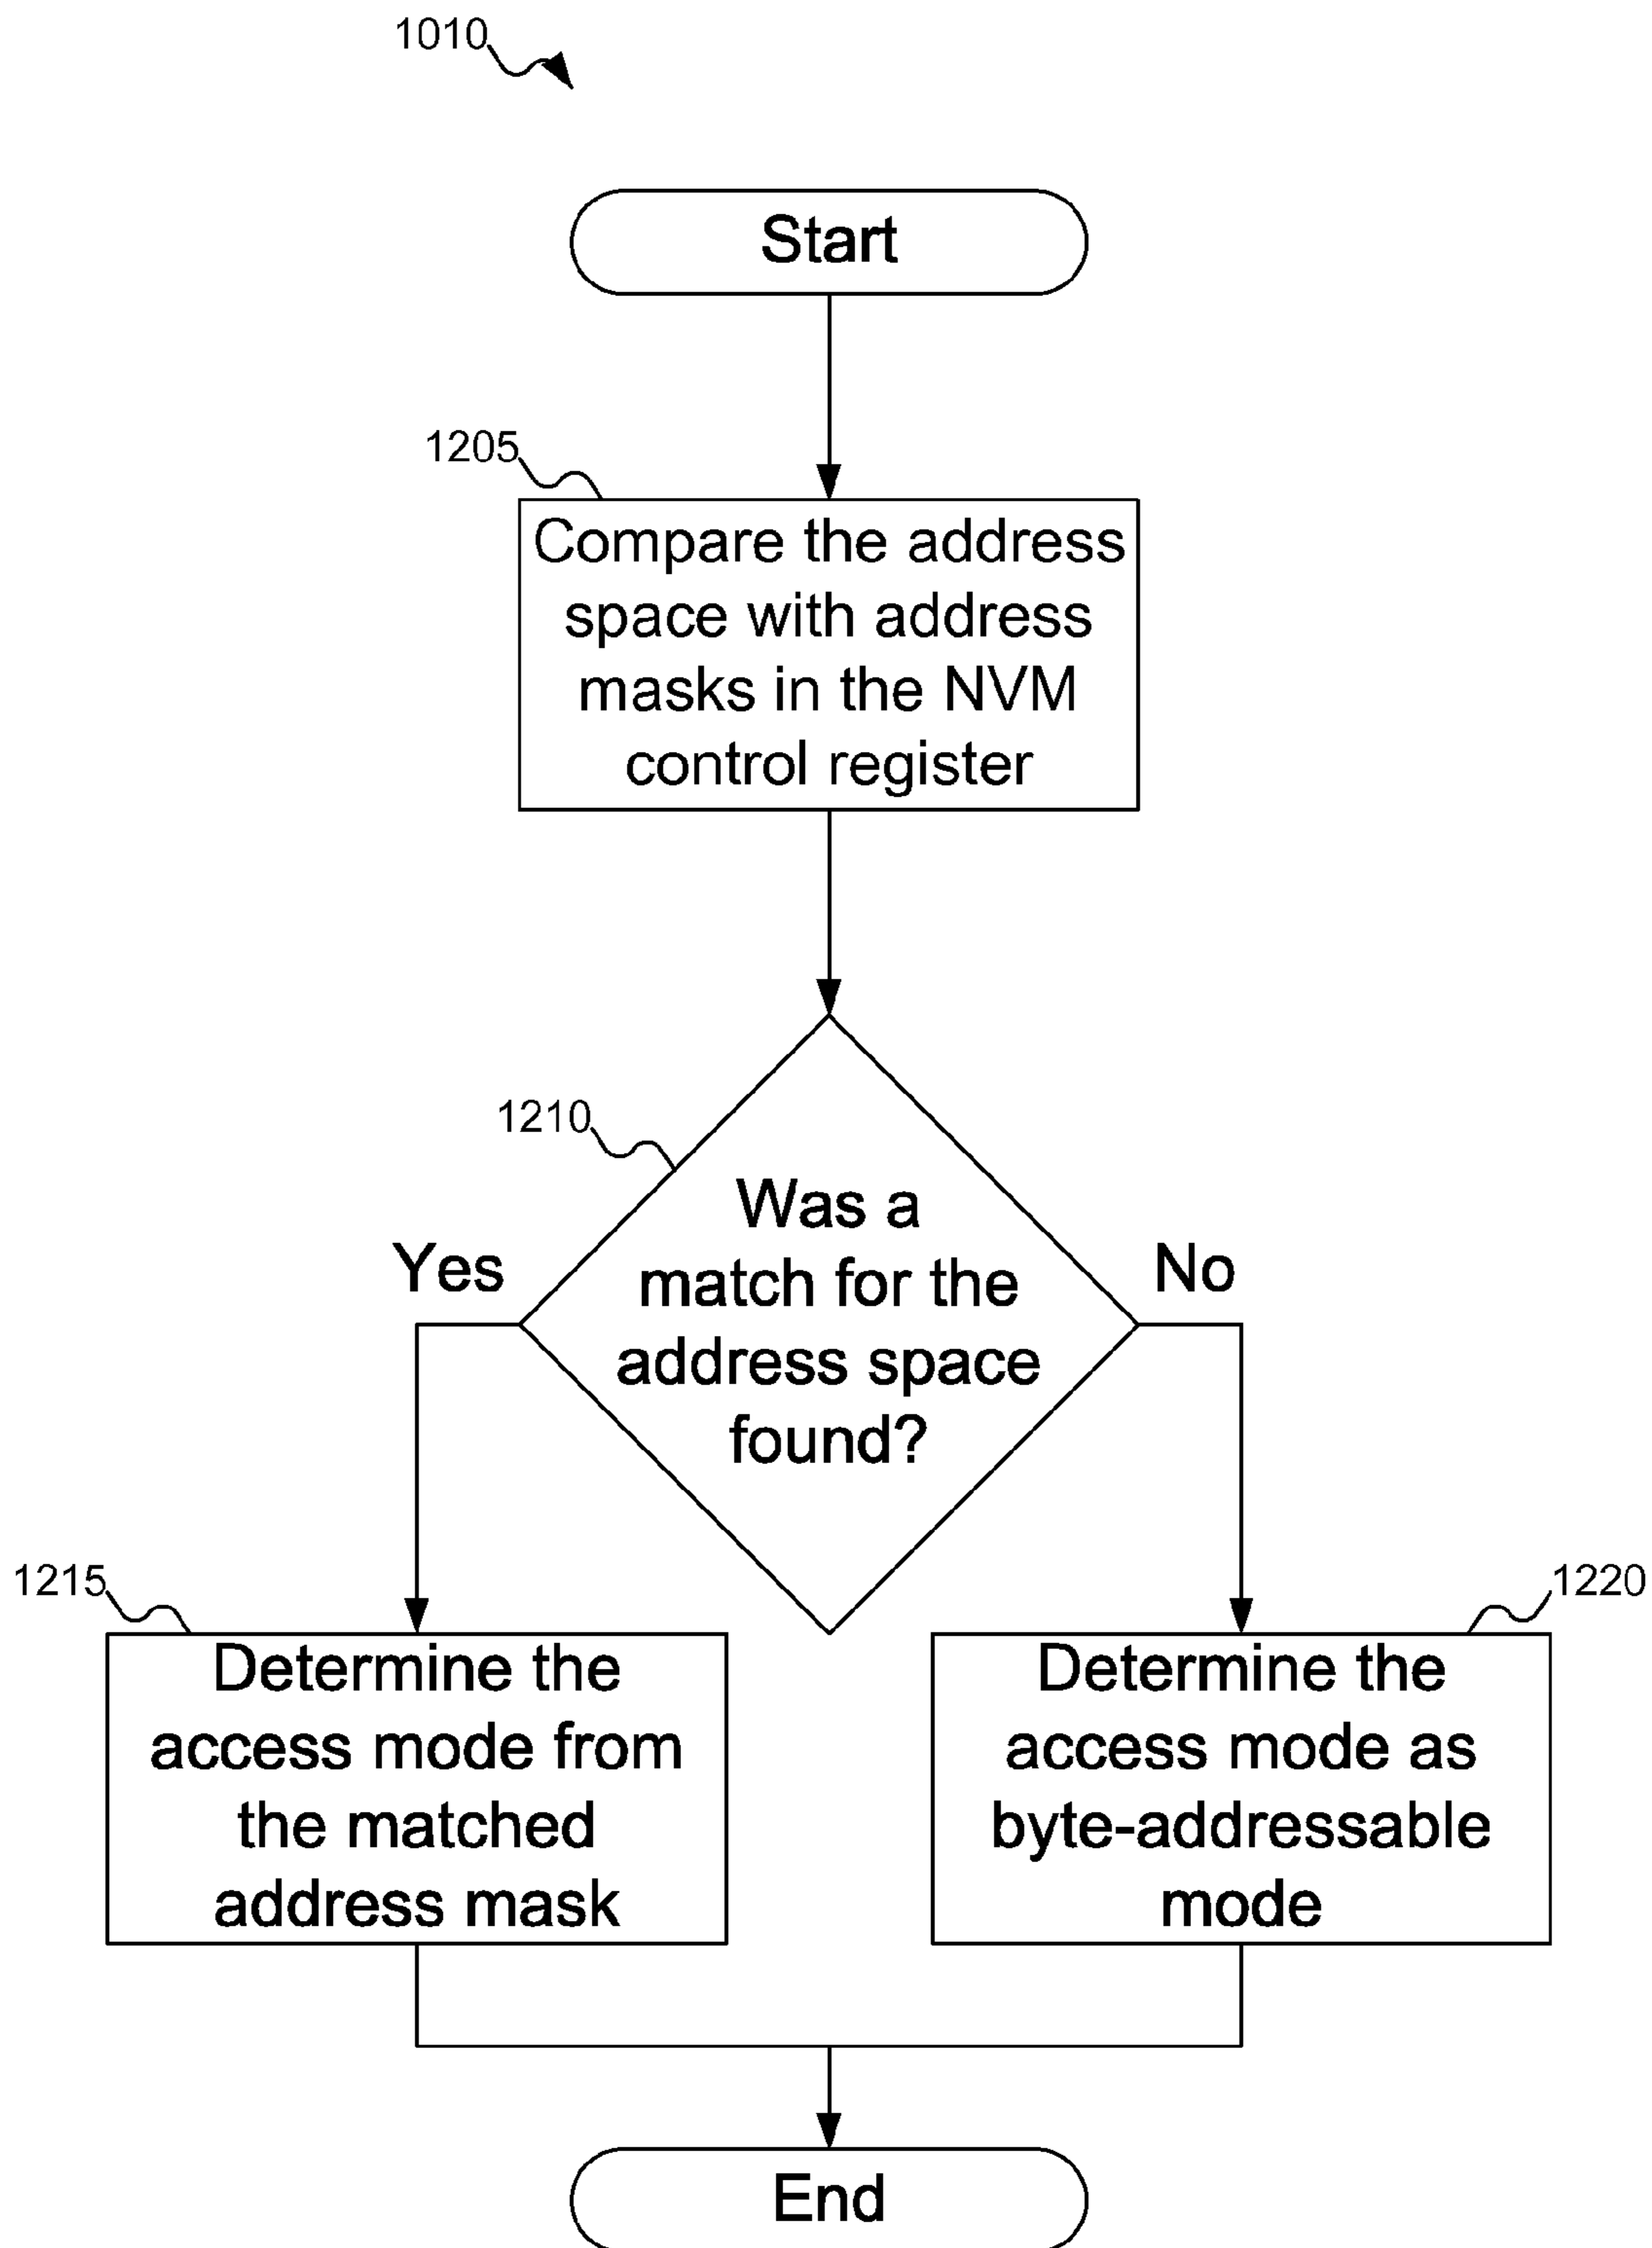 1010
Start
1205
Compare the address
space with address
masks in the NVM
control register
1210
Was a
match for the
address space
found?
Yes
No
1215
Determine the
access mode from
the matched
address mask
1220
Determine the
access mode as
byte-addressable
mode
End